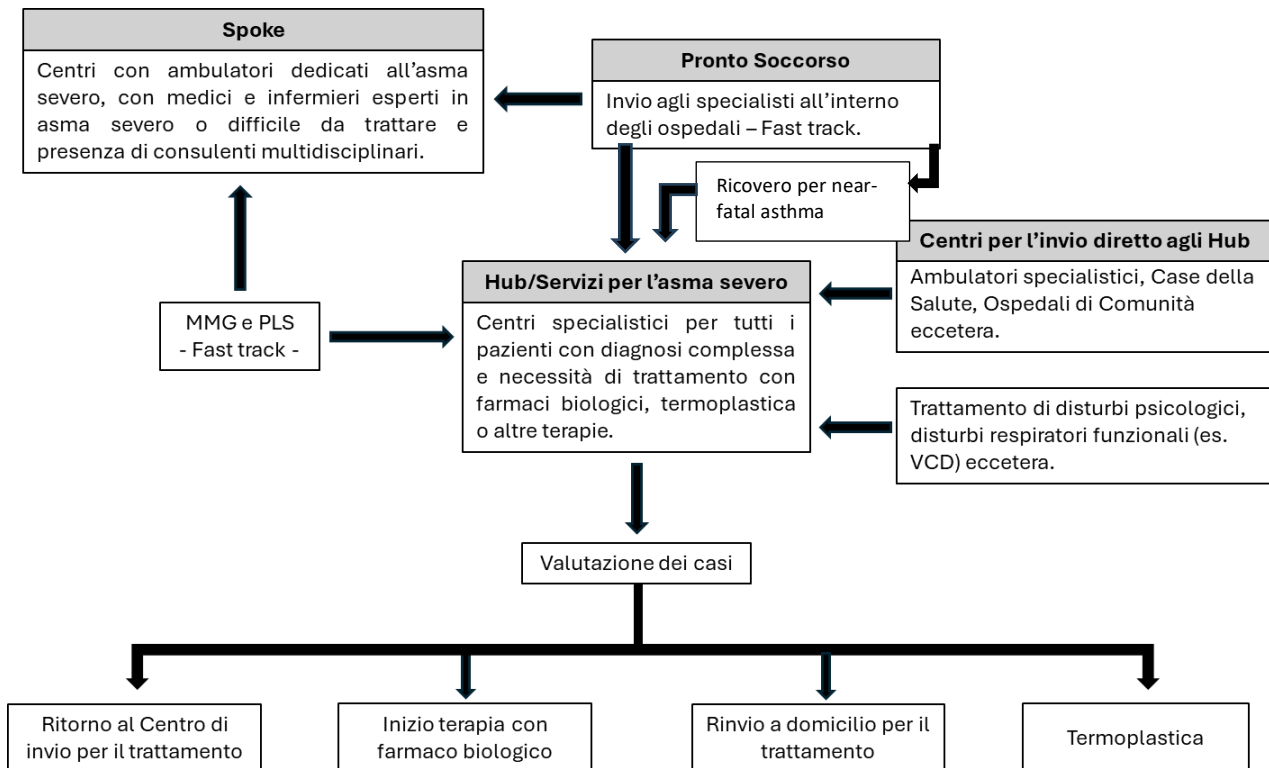 Spoke
Centri con ambulatori dedicati all'asma
severo, con medici e infermieri esperti in
asma severo o difficile da trattare e
presenza di consulenti multidisciplinari.
Pronto Soccorso
Invio agli specialisti all'interno
degli ospedali – Fast track.
Ricovero per near-
fatal asthma
Centri per l'invio diretto agli Hub
Ambulatori specialistici, Case della
Salute, Ospedali di Comunità
eccetera.
MMG e PLS
- Fast track -
Hub/Servizi per l'asma severo
Centri specialistici per tutti i
pazienti con diagnosi complessa
e necessità di trattamento con
farmaci biologici, termoplastica
o altre terapie.
Trattamento di disturbi psicologici,
disturbi respiratori funzionali (es.
VCD) eccetera.
Valutazione dei casi
Ritorno al Centro di
invio per il trattamento
Inizio terapia con
farmaco biologico
Rinvio a domicilio per il
trattamento
Termoplastica